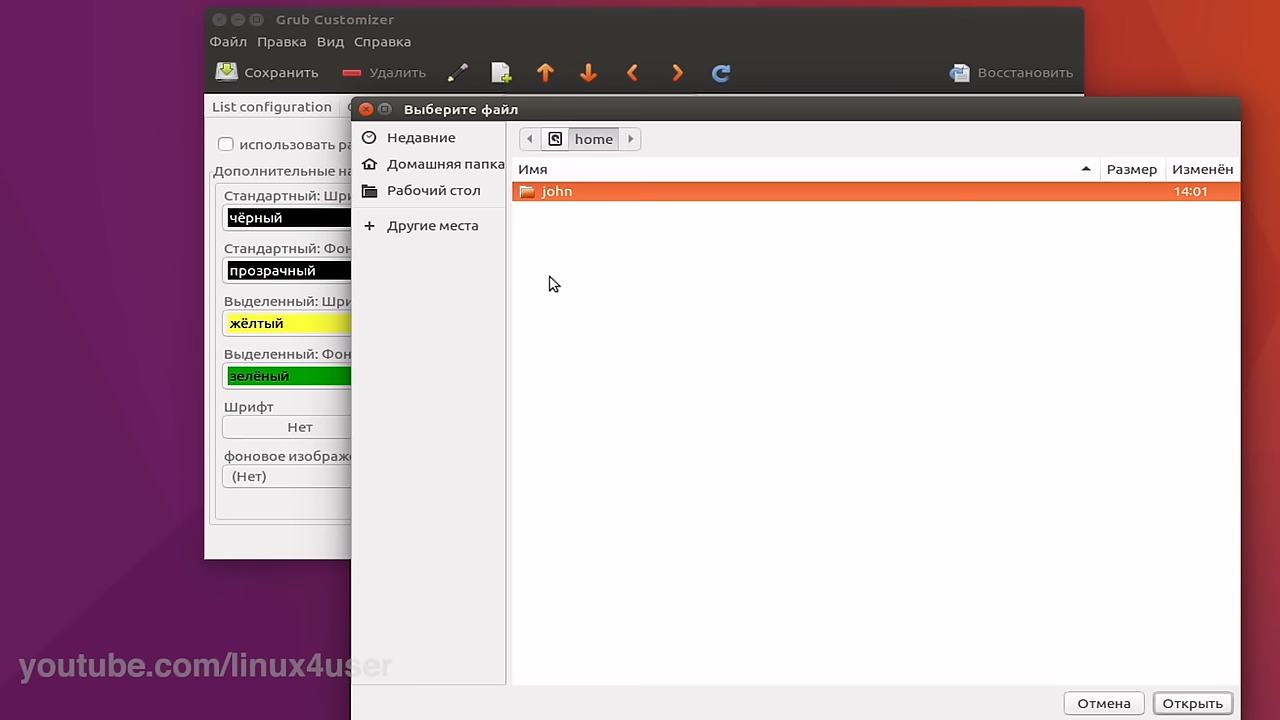 Grub Customizer
Файл Правка Вид Справка
Сохранить Удалить Восстановить
List configuration
Выберите файл
использовать ра
Дополнительные на
Стандартный: Шри
чёрный
Стандартный: Фон
прозрачный
Выделенный: Шри
жёлтый
Выделенный: Фон
зелёный
Шрифт
Нет
фоновое изображе
(Нет)
Недавние
Домашняя папка
Рабочий стол
+ Другие места
home
Имя Размер Изменён
john 14:01
Отмена Открыть
youtube.com/linux4user